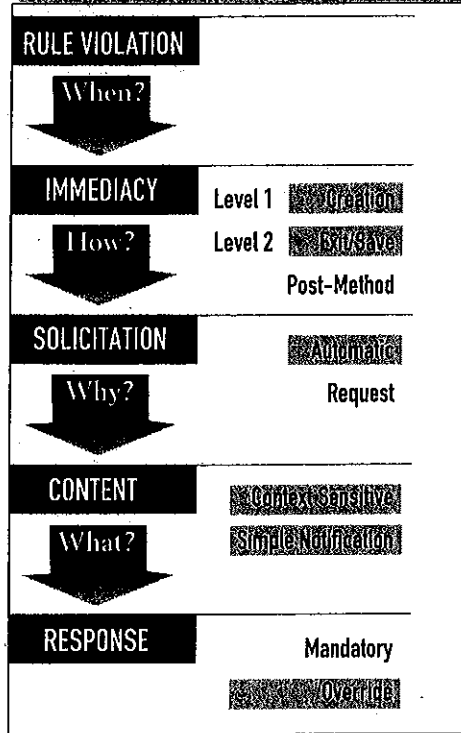 RULE VIOLATION
When?
IMMEDIACY
Level 1 Creation
How?
Level 2 Exit/Save
Post-Method
SOLICITATION
Automatic
Why?
Request
CONTENT
Context Sensitive
What?
Simple Notification
RESPONSE
Mandatory
Override